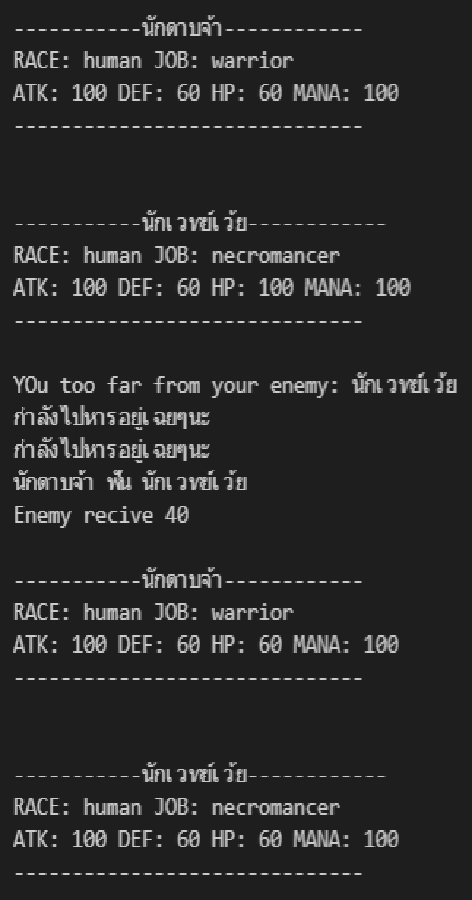 -----------นักดาบจ้า------------
RACE: human JOB: warrior
ATK: 100 DEF: 60 HP: 60 MANA: 100
------------------------------
-----------นักเวทย์เว้ย------------
RACE: human JOB: necromancer
ATK: 100 DEF: 60 HP: 100 MANA: 100
------------------------------
YOu too far from your enemy: นักเวทย์เว้ย
กำลังไปหารอยู่เฉยๆนะ
กำลังไปหารอยู่เฉยๆนะ
นักดาบจ้า ฟัน นักเวทย์เว้ย
Enemy recive 40
-----------นักดาบจ้า------------
RACE: human JOB: warrior
ATK: 100 DEF: 60 HP: 60 MANA: 100
------------------------------
-----------นักเวทย์เว้ย------------
RACE: human JOB: necromancer
ATK: 100 DEF: 60 HP: 60 MANA: 100
------------------------------